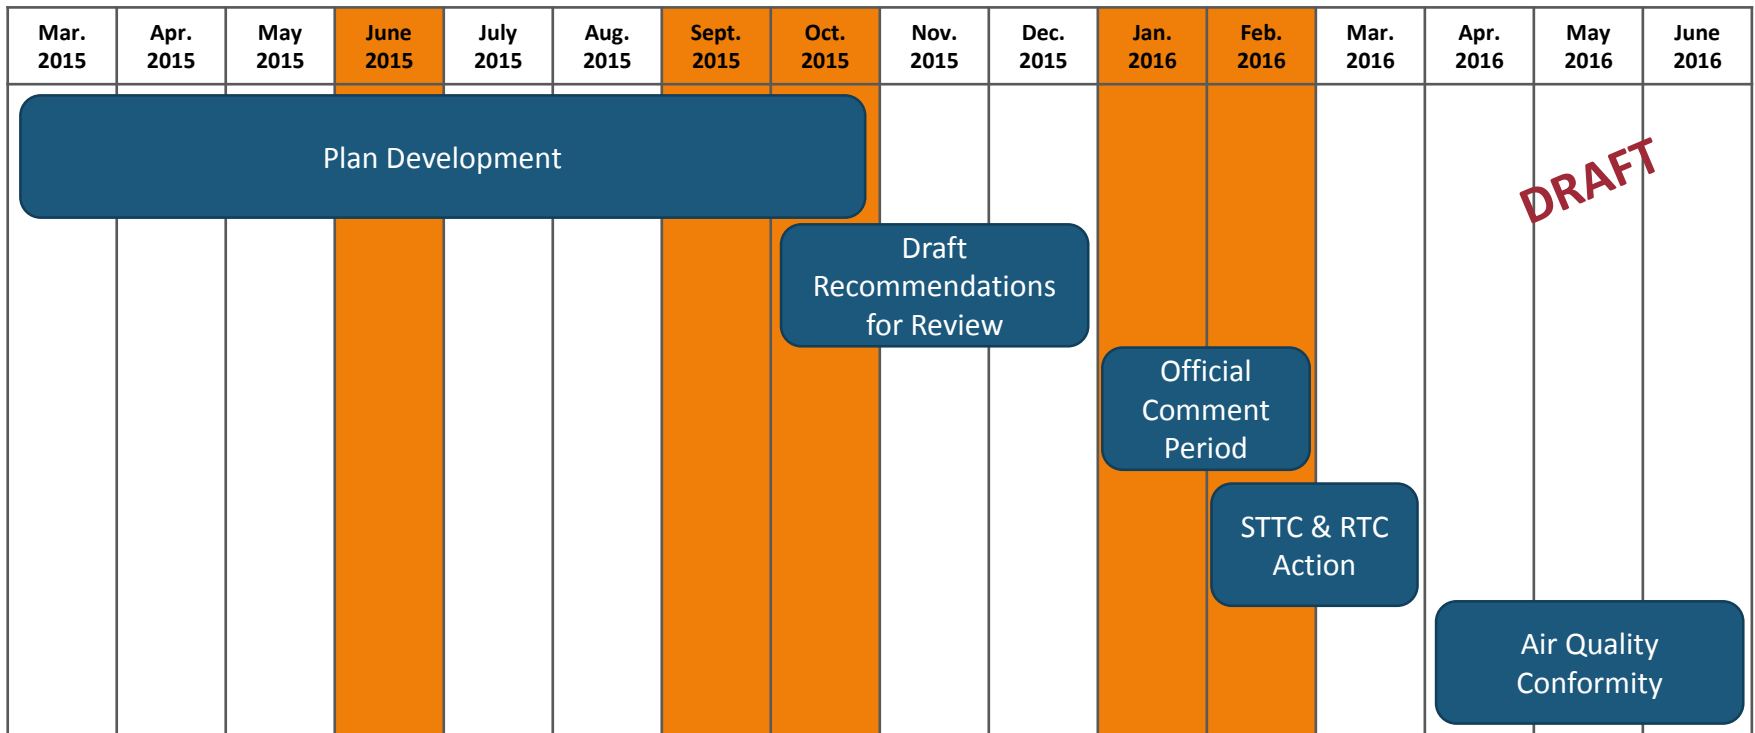 Mar. Apr. May June July Aug. Sept. Oct. Nov. Dec. Jan. Feb. Mar. Apr. May June
2015 2015 2015 2015 2015 2015 2015 2015 2015 2015 2016 2016 2016 2016 2016 2016
Plan Development
DRAFT
Draft
Recommendations
for Review
Official
Comment
Period
STTC & RTC
Action
Air Quality
Conformity